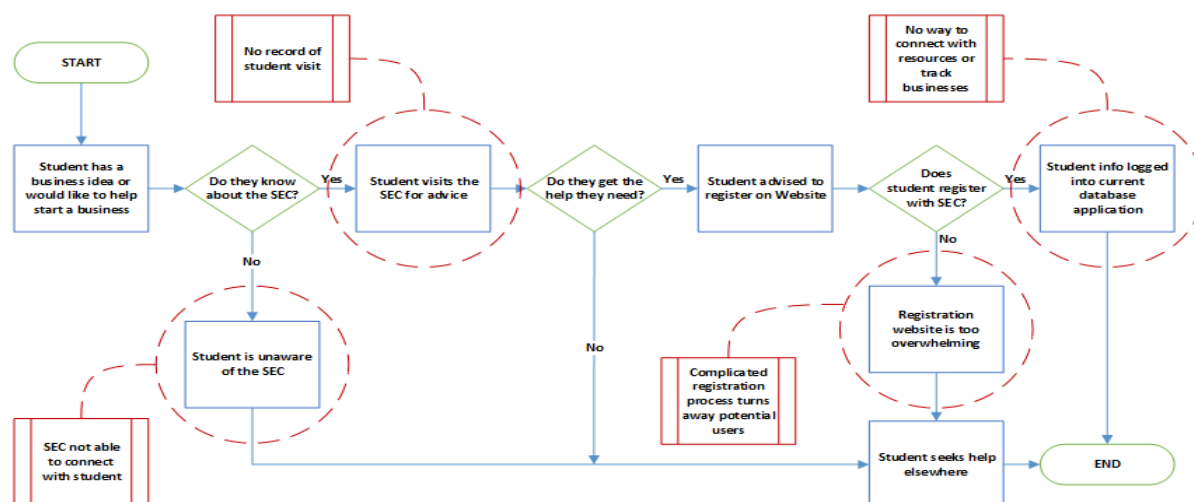 START
No record of
student visit
No way to
connect with
resources or
track
businesses
Student has a
business idea or
would like to help
start a business
Do they know
about the SEC?
Yes
Student visits the
SEC for advice
Do they get the
help they need?
Yes
Student advised to
register on Website
Does
student register
with SEC?
Yes
Student info logged
into current
database
application
No
No
No
Student is unaware
of the SEC
Registration
website is too
overwhelming
Complicated
registration
process turns
away potential
users
SEC not able
to connect
with student
Student seeks help
elsewhere
END